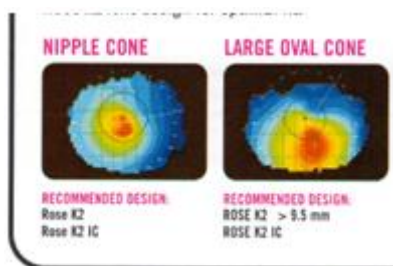 NIPPLE CONE
LARGE OVAL CONE
RECOMMENDED DESIGN:
Rose K2
Rose K2 IC
RECOMMENDED DESIGN:
ROSE K2 > 9.5 mm
ROSE K2 IC